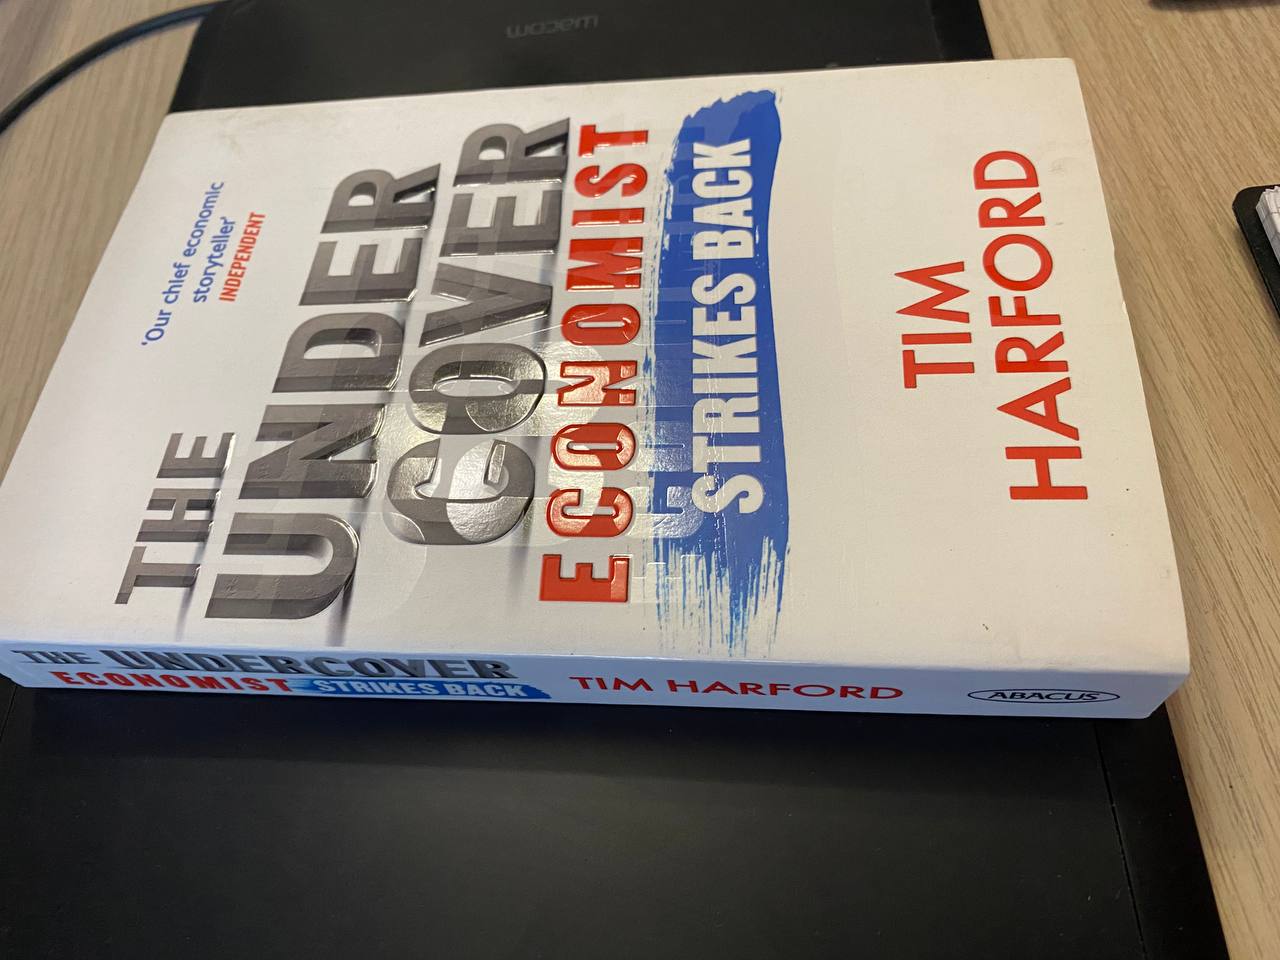 'Our chief economic
storyteller'
INDEPENDENT
THE
UNDER
COVER
ECONOMIST
STRIKES BACK
TIM
HARFORD
THE UNDERCOVER
ECONOMIST STRIKES BACK
TIM HARFORD
ABACUS
wacom